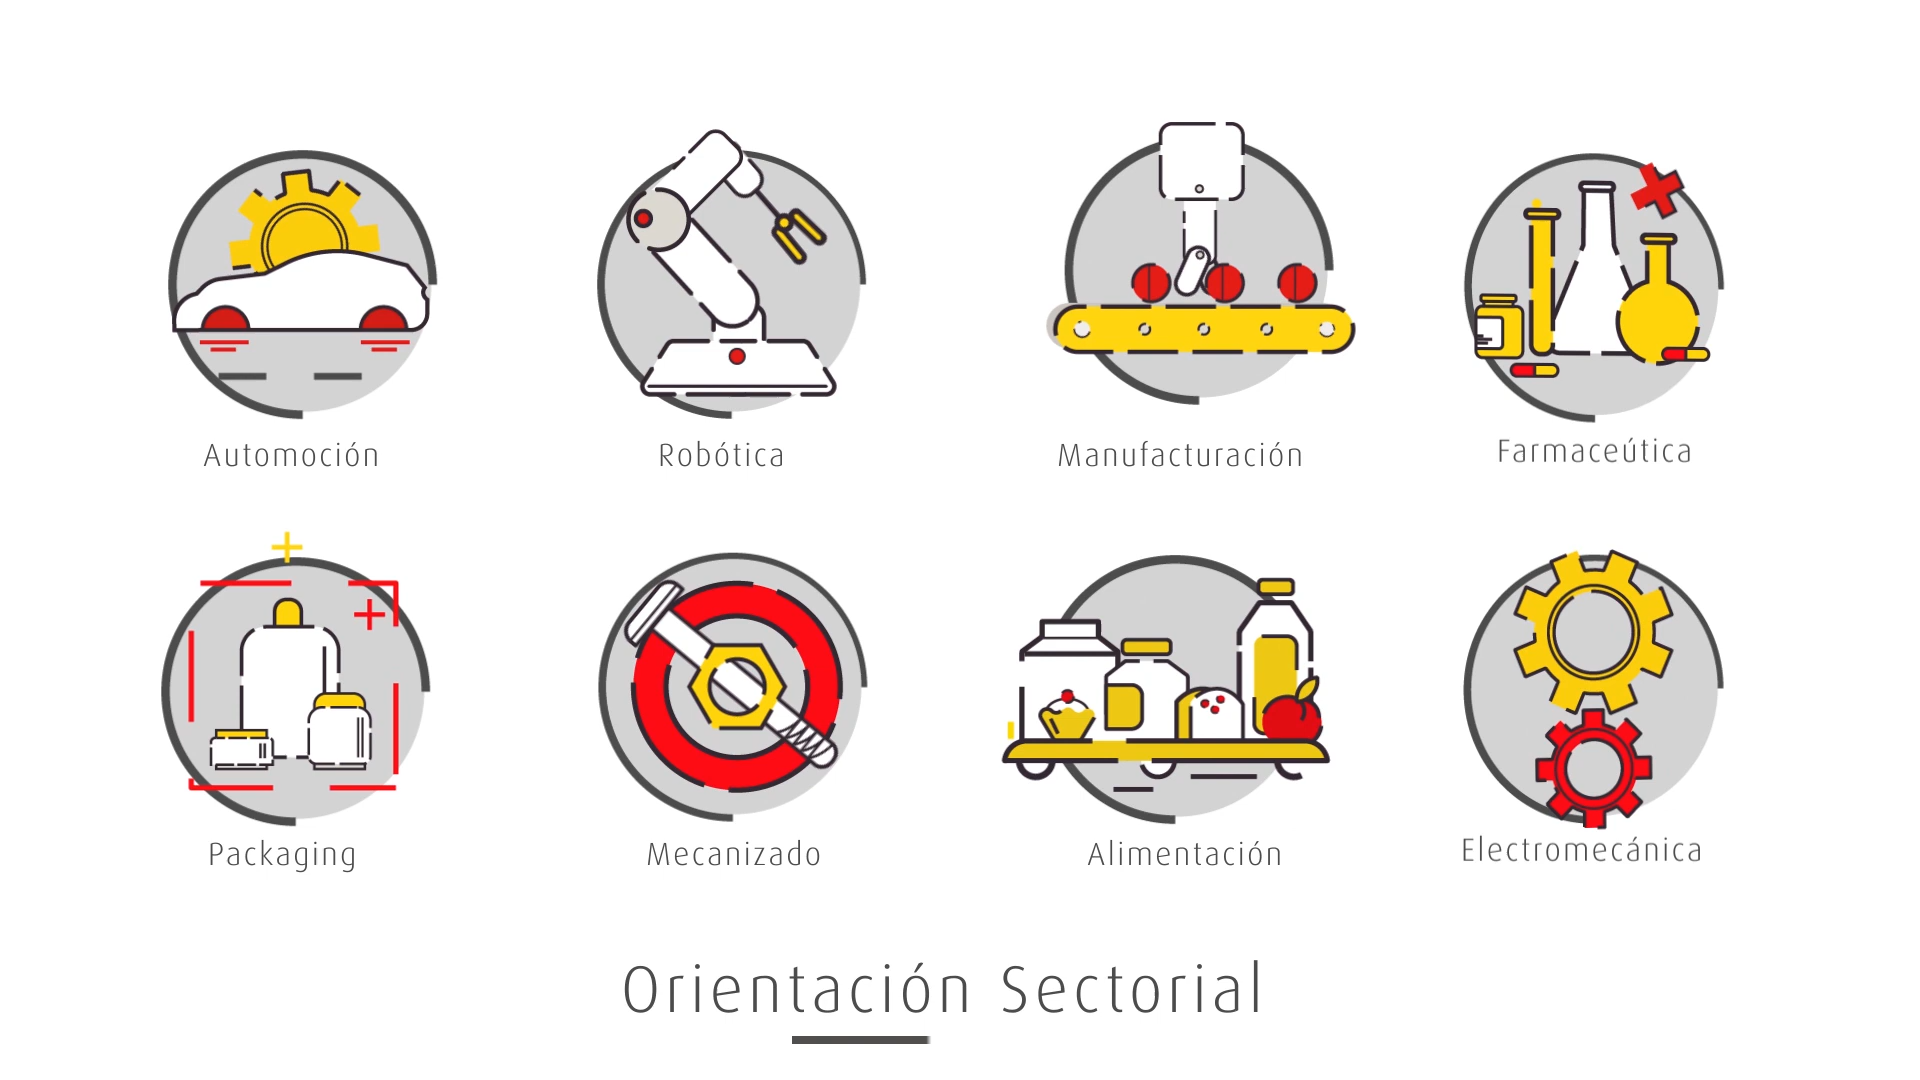 Automoción
Robótica
Manufacturación
Farmaceútica
Packaging
Mecanizado
Alimentación
Electromecánica
Orientación Sectorial